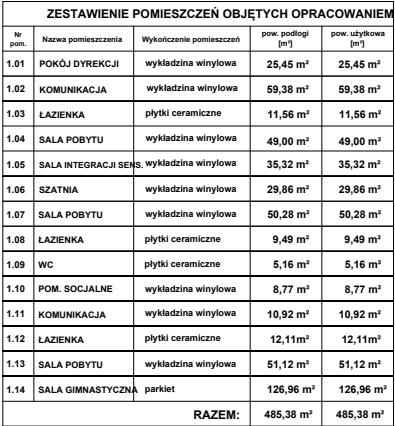 ZESTAWIENIE POMIESZCZEŃ OBJĘTYCH OPRACOWANIEM
Nr pom. Nazwa pomieszczenia Wykończenie pomieszczeń pow. podłogi [m²] pow. użytkowa [m²]
1.01 POKÓJ DYREKCJI wykładzina winylowa 25,45 m² 25,45 m²
1.02 KOMUNIKACJA wykładzina winylowa 59,38 m² 59,38 m²
1.03 ŁAZIENKA płytki ceramiczne 11,56 m² 11,56 m²
1.04 SALA POBYTU wykładzina winylowa 49,00 m² 49,00 m²
1.05 SALA INTEGRACJI SENS. wykładzina winylowa 35,32 m² 35,32 m²
1.06 SZATNIA wykładzina winylowa 29,86 m² 29,86 m²
1.07 SALA POBYTU wykładzina winylowa 50,28 m² 50,28 m²
1.08 ŁAZIENKA płytki ceramiczne 9,49 m² 9,49 m²
1.09 WC płytki ceramiczne 5,16 m² 5,16 m²
1.10 POM. SOCJALNE wykładzina winylowa 8,77 m² 8,77 m²
1.11 KOMUNIKACJA wykładzina winylowa 10,92 m² 10,92 m²
1.12 ŁAZIENKA płytki ceramiczne 12,11 m² 12,11m²
1.13 SALA POBYTU wykładzina winylowa 51,12 m² 51,12 m²
1.14 SALA GIMNASTYCZNA parkiet 126,96 m² 126,96 m²
RAZEM: 485,38 m² 485,38 m²